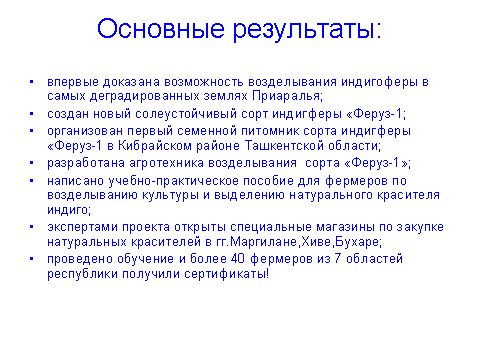 Основные результаты:
• впервые доказана возможность возделывания индигоферы в
самых деградированных землях Приаралья;
• создан новый солеустойчивый сорт индигферы «Феруз-1;
• организован первый семенной питомник сорта индигферы
«Феруз-1 в Кибрайском районе Ташкентской области;
• разработана агротехника возделывания сорта «Феруз-1»;
• написано учебно-практическое пособие для фермеров по
возделыванию культуры и выделению натурального красителя
индиго;
• экспертами проекта открыты специальные магазины по закупке
натуральных красителей в гг.Маргилане,Хиве,Бухаре;
• проведено обучение и более 40 фермеров из 7 областей
республики получили сертификаты!